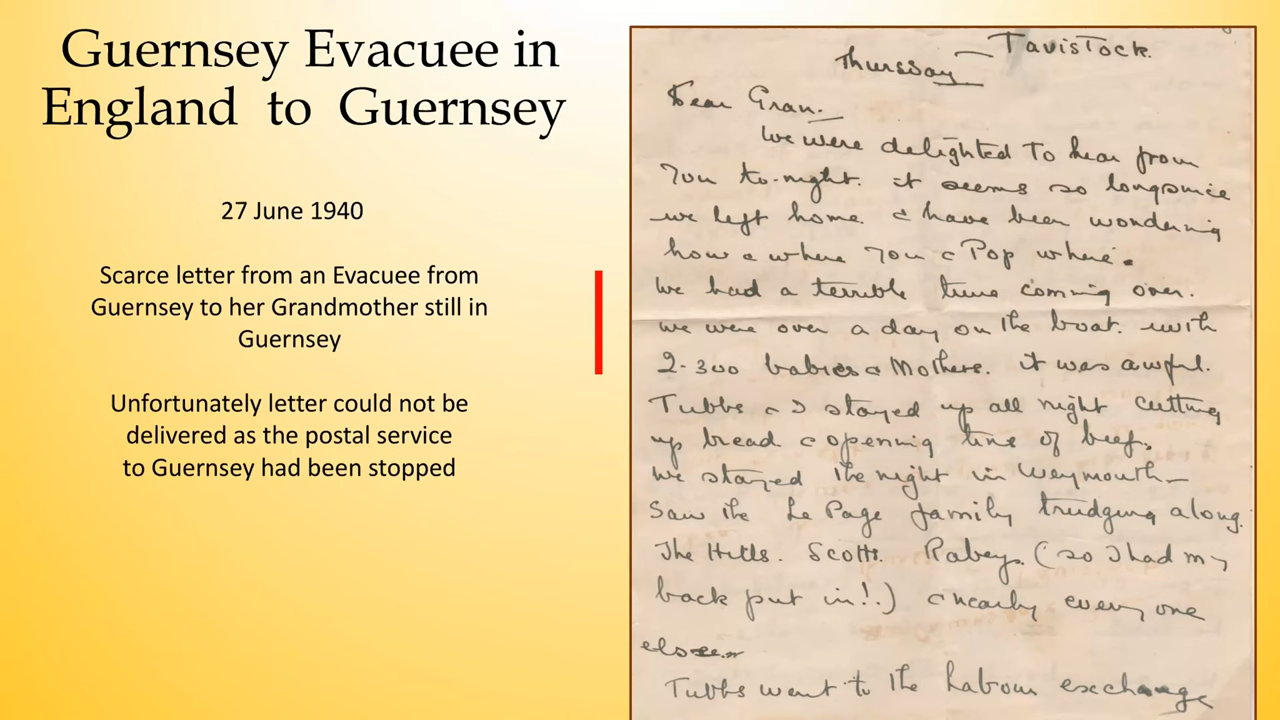 Guernsey Evacuee in
England to Guernsey
27 June 1940
Scarce letter from an Evacuee from
Guernsey to her Grandmother still in
Guernsey
Unfortunately letter could not be
delivered as the postal service
to Guernsey had been stopped
Tavistock.
Thursday
Dear Gran.
We were delighted to hear from
you to-night. it seems so long since
we left home. & have been wondering
how & where you & Pop where.
We had a terrible time coming over.
we were over a day on the boat. with
2-300 babies & Mothers. it was awful.
Tubbs & I stayed up all night cutting
up bread & opening tins of beef.
We stayed the night in Weymouth-
Saw the Le Page family trudging along.
The Hills. Scotts. Rabeys. (so I had my
back put in!.) & nearly every one
else.
Tubbs went to the Labour exchange